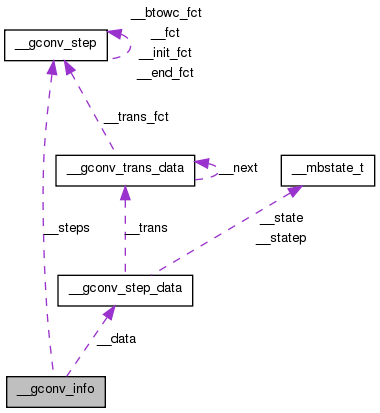 __btowc_fct
__fct
__init_fct
__end_fct
__gconv_step
__trans_fct
__gconv_trans_data
__next
__mbstate_t
__steps
__trans
__state
__statep
__gconv_step_data
__data
__gconv_info